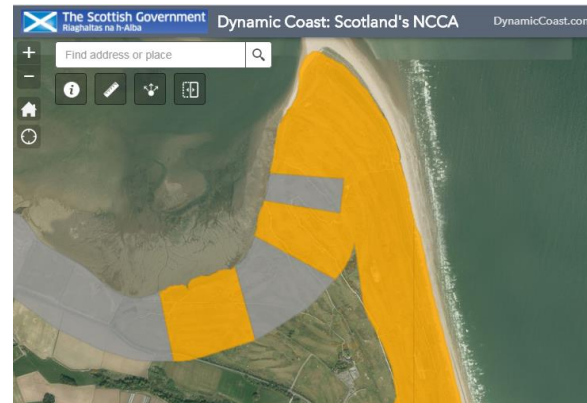 The Scottish Government
Riaghaltas na h-Alba
Dynamic Coast: Scotland's NCCA
DynamicCoast.com
+
Find address or place
−